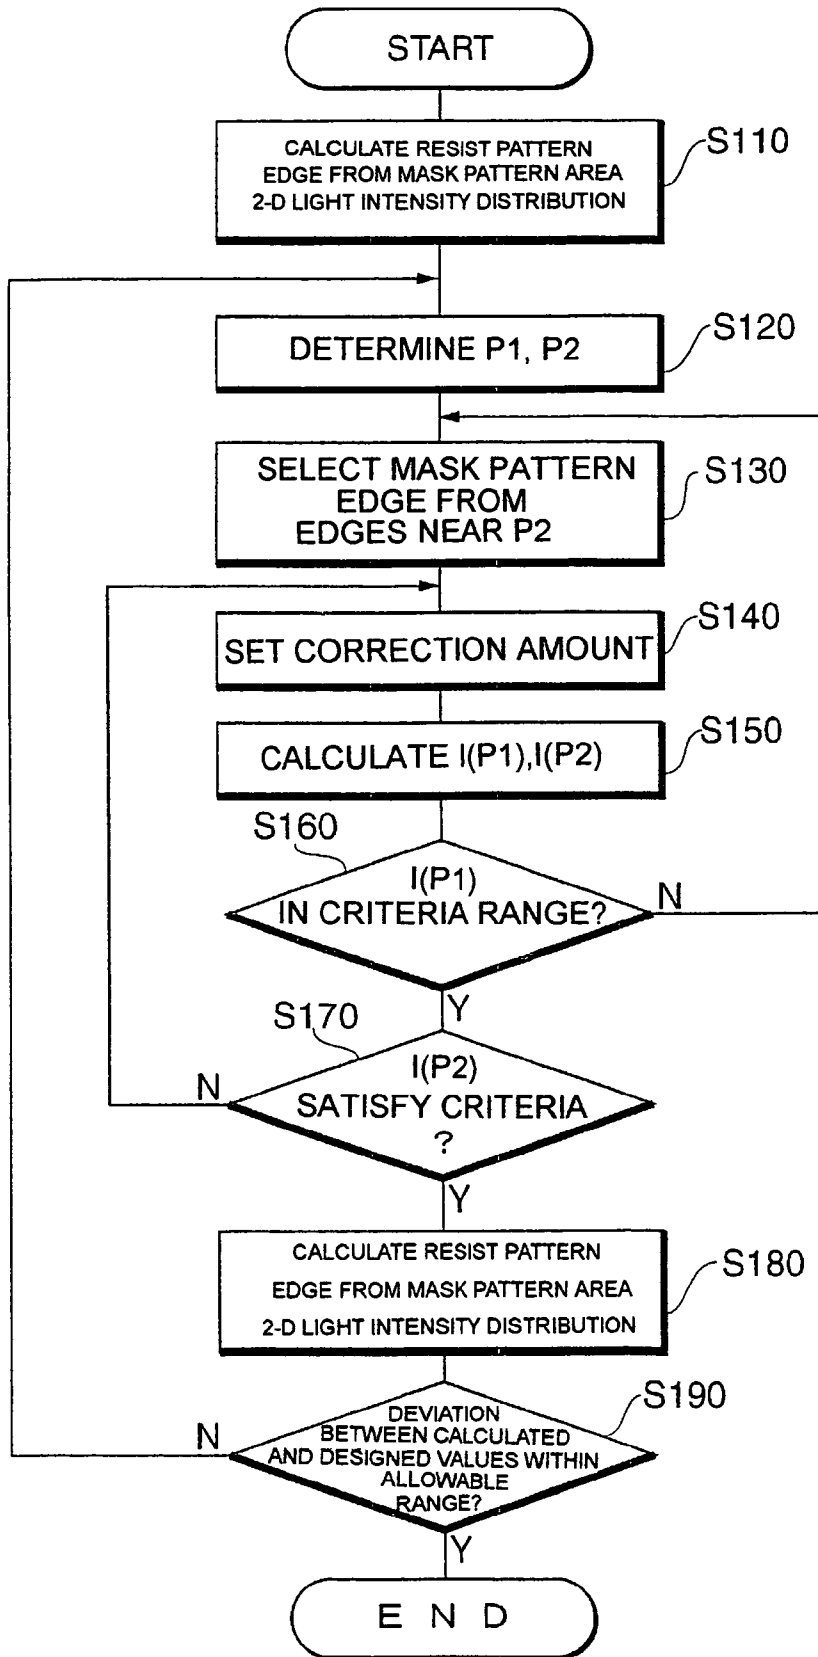 START
CALCULATE RESIST PATTERN
EDGE FROM MASK PATTERN AREA
2-D LIGHT INTENSITY DISTRIBUTION
S110
DETERMINE P1, P2
S120
SELECT MASK PATTERN
EDGE FROM
EDGES NEAR P2
S130
SET CORRECTION AMOUNT
S140
CALCULATE I(P1),I(P2)
S150
S160
I(P1)
IN CRITERIA RANGE?
N
Y
S170
I(P2)
SATISFY CRITERIA
?
N
Y
CALCULATE RESIST PATTERN
EDGE FROM MASK PATTERN AREA
2-D LIGHT INTENSITY DISTRIBUTION
S180
S190
DEVIATION
BETWEEN CALCULATED
AND DESIGNED VALUES WITHIN
ALLOWABLE
RANGE?
N
Y
END